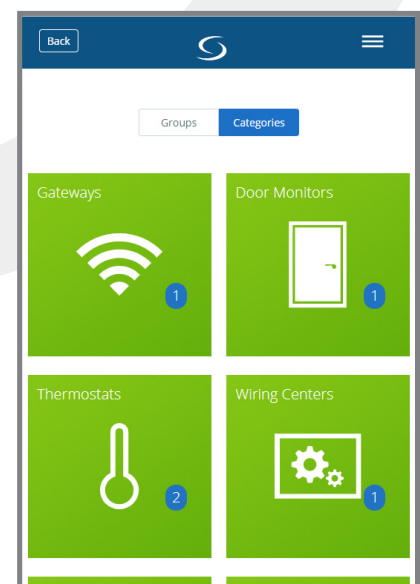 Back
Groups Categories
Gateways
1
Door Monitors
1
Thermostats
2
Wiring Centers
1